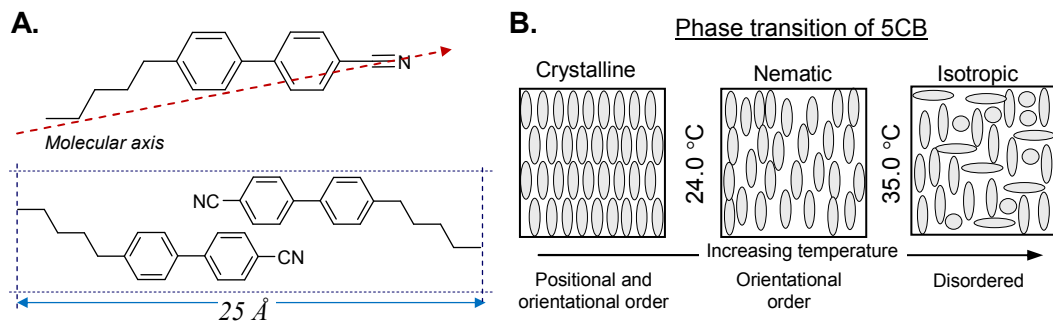 A.
N
Molecular axis
NC
CN
25 Å
B.
Phase transition of 5CB
Crystalline
Nematic
Isotropic
24.0 °C
35.0 °C
Increasing temperature
Positional and
orientational order
Orientational
order
Disordered